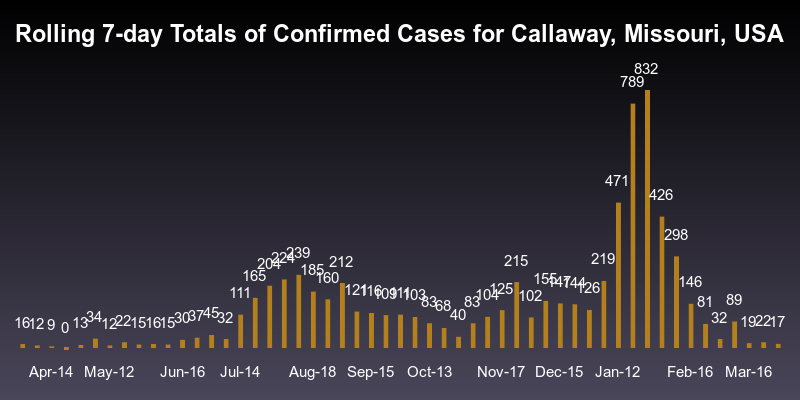 Rolling 7-day Totals of Confirmed Cases for Callaway, Missouri, USA
16 12 9 0 13 34 12 22 15 16 15 30 37 45 32 111 165 204 224 239 185 160 212 121 116 109 111 103 83 68 40 83 104 125 215 102 155 147 144 126 219 471 789 832 426 298 146 81 32 89 19 22 17
Apr-14 May-12 Jun-16 Jul-14 Aug-18 Sep-15 Oct-13 Nov-17 Dec-15 Jan-12 Feb-16 Mar-16